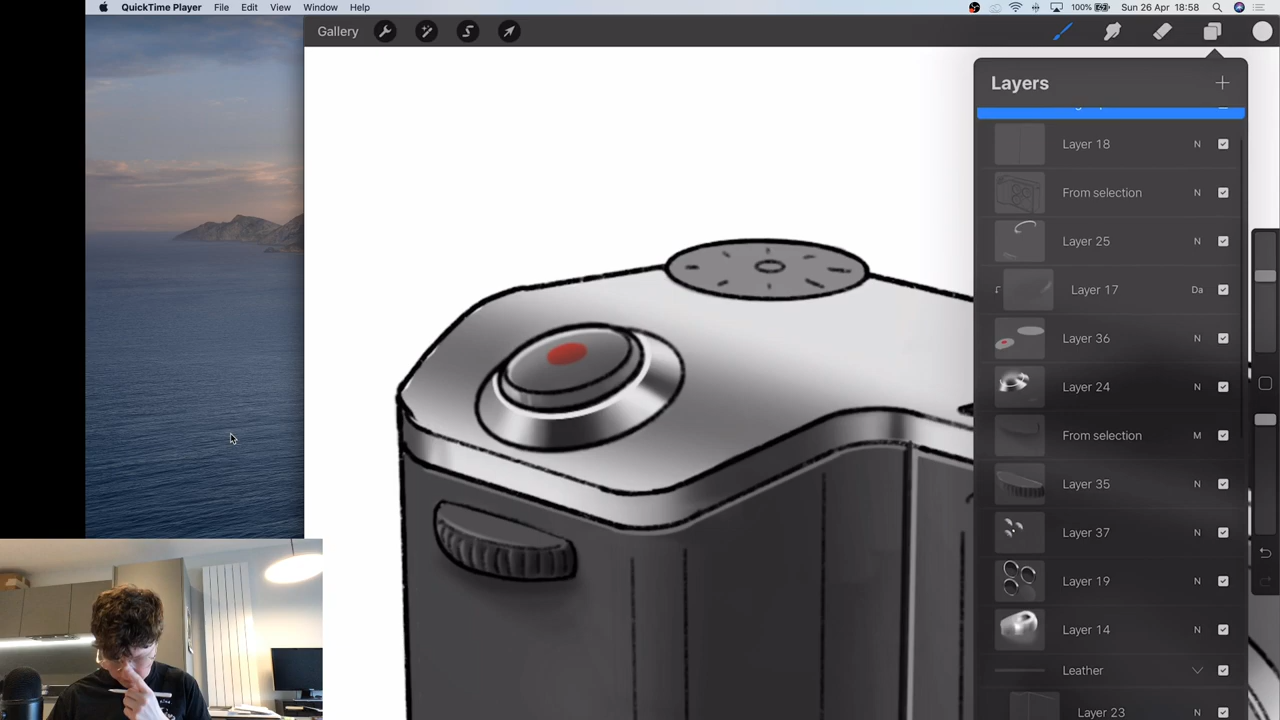 QuickTime Player File Edit View Window Help 100% Sun 26 Apr 18:58
Gallery
Layers
Layer 18 N
From selection N
Layer 25 N
Layer 17 Da
Layer 36 N
Layer 24 N
From selection M
Layer 35 N
Layer 37 N
Layer 19 N
Layer 14 N
Leather
Layer 23 N